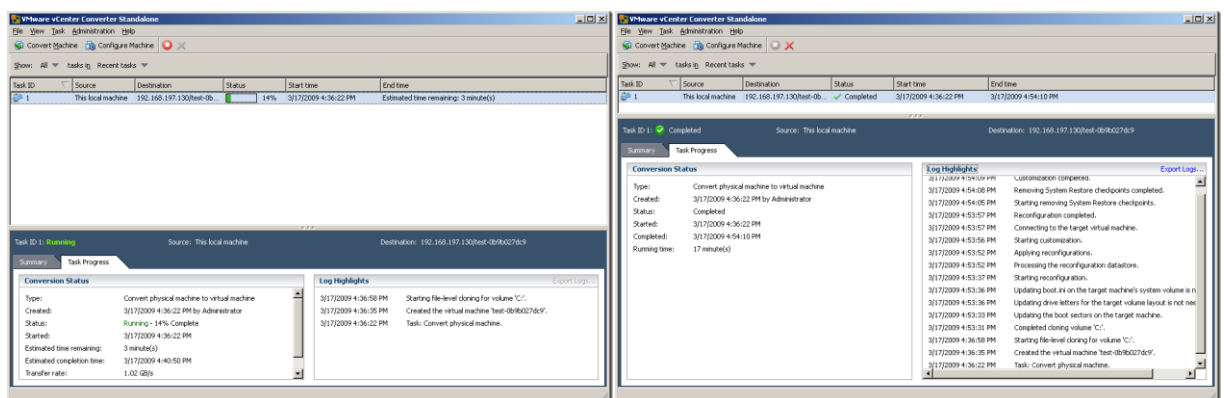 VMware vCenter Converter Standalone
File View Task Administration Help
Convert Machine Configure Machine
Show: All tasks in Recent tasks
Task ID Source Destination Status Start time End time
1 This local machine 192.168.197.130/test-0b... 14% 3/17/2009 4:36:22 PM Estimated time remaining: 3 minute(s)
Task ID 1: Running Source: This local machine Destination: 192.168.197.130/test-0b9b027dc9
Summary Task Progress
Conversion Status
Type: Convert physical machine to virtual machine
Created: 3/17/2009 4:36:22 PM by Administrator
Status: Running - 14% Complete
Started: 3/17/2009 4:36:22 PM
Estimated time remaining: 3 minute(s)
Estimated completion time: 3/17/2009 4:40:50 PM
Transfer rate: 1.02 GB/s
Log Highlights Export Logs...
3/17/2009 4:36:58 PM Starting file-level cloning for volume 'C:'.
3/17/2009 4:36:35 PM Created the virtual machine 'test-0b9b027dc9'.
3/17/2009 4:36:22 PM Task: Convert physical machine.
VMware vCenter Converter Standalone
File View Task Administration Help
Convert Machine Configure Machine
Show: All tasks in Recent tasks
Task ID Source Destination Status Start time End time
1 This local machine 192.168.197.130/test-0b... Completed 3/17/2009 4:36:22 PM 3/17/2009 4:54:10 PM
Task ID 1: Completed Source: This local machine Destination: 192.168.197.130/test-0b9b027dc9
Summary Task Progress
Conversion Status
Type: Convert physical machine to virtual machine
Created: 3/17/2009 4:36:22 PM by Administrator
Status: Completed
Started: 3/17/2009 4:36:22 PM
Completed: 3/17/2009 4:54:10 PM
Running time: 17 minute(s)
Log Highlights Export Logs...
3/17/2009 4:54:09 PM Customization completed.
3/17/2009 4:54:08 PM Removing System Restore checkpoints completed.
3/17/2009 4:54:05 PM Starting removing System Restore checkpoints.
3/17/2009 4:53:57 PM Reconfiguration completed.
3/17/2009 4:53:57 PM Connecting to the target virtual machine.
3/17/2009 4:53:56 PM Starting customization.
3/17/2009 4:53:52 PM Applying reconfigurations.
3/17/2009 4:53:52 PM Processing the reconfiguration datastore.
3/17/2009 4:53:37 PM Starting reconfiguration.
3/17/2009 4:53:36 PM Updating boot.ini on the target machine's system volume is n
3/17/2009 4:53:36 PM Updating drive letters for the target volume layout is not nee
3/17/2009 4:53:33 PM Updating the boot sectors on the target machine.
3/17/2009 4:53:31 PM Completed cloning volume 'C:'.
3/17/2009 4:36:58 PM Starting file-level cloning for volume 'C:'.
3/17/2009 4:36:35 PM Created the virtual machine 'test-0b9b027dc9'.
3/17/2009 4:36:22 PM Task: Convert physical machine.